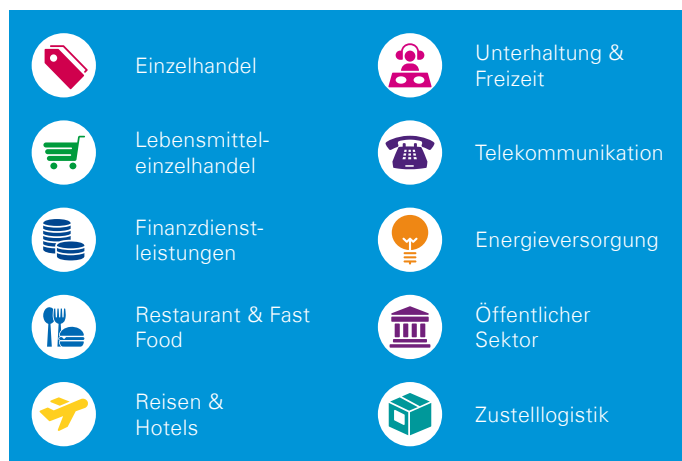 Einzelhandel
Lebensmittel-
einzelhandel
Finanzdienst-
leistungen
Restaurant & Fast
Food
Reisen &
Hotels
Unterhaltung &
Freizeit
Telekommunikation
Energieversorgung
Öffentlicher
Sektor
Zustelllogistik